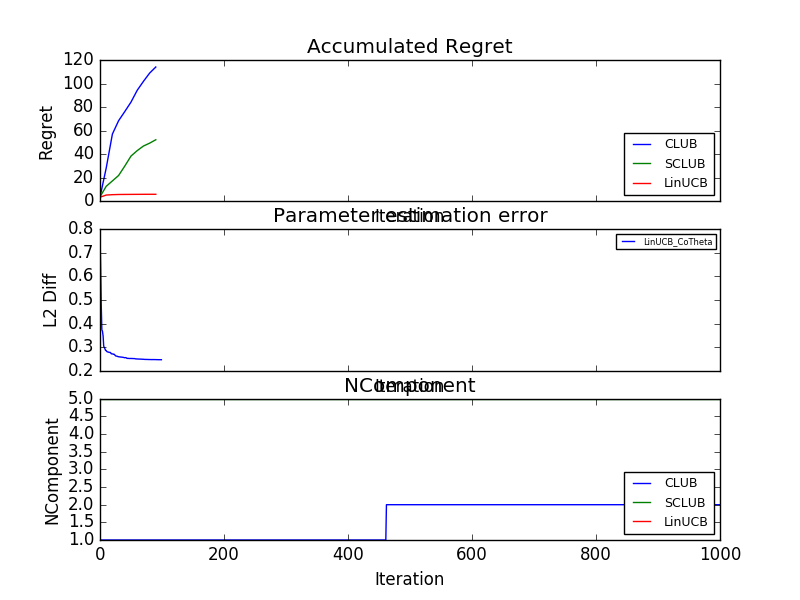 Accumulated Regret
120
100
80
60
40
20
0
Regret
CLUB
SCLUB
LinUCB
Iteration
Parameter estimation error
0.8
0.7
0.6
0.5
0.4
0.3
0.2
L2 Diff
LinUCB_CoTheta
Iteration
NComponent
5.0
4.5
4.0
3.5
3.0
2.5
2.0
1.5
1.0
NComponent
CLUB
SCLUB
LinUCB
0 200 400 600 800 1000
Iteration